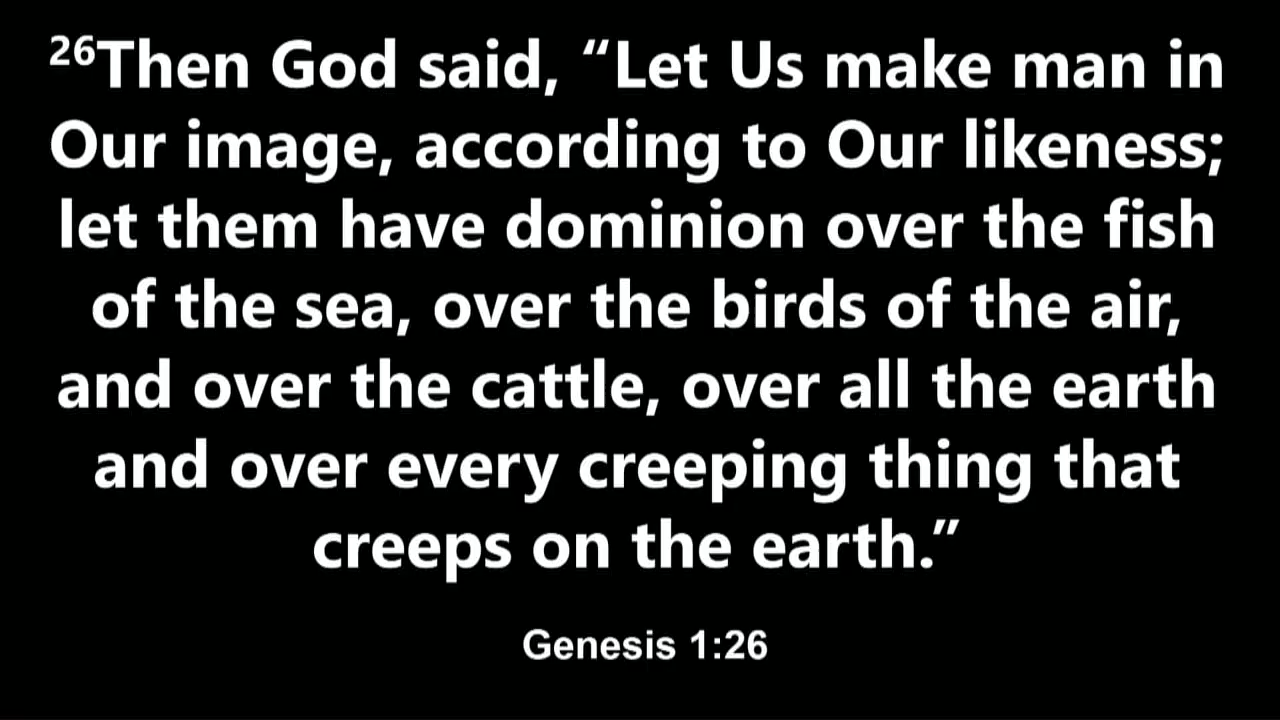 26Then God said, “Let Us make man in
Our image, according to Our likeness;
let them have dominion over the fish
of the sea, over the birds of the air,
and over the cattle, over all the earth
and over every creeping thing that
creeps on the earth.”
Genesis 1:26